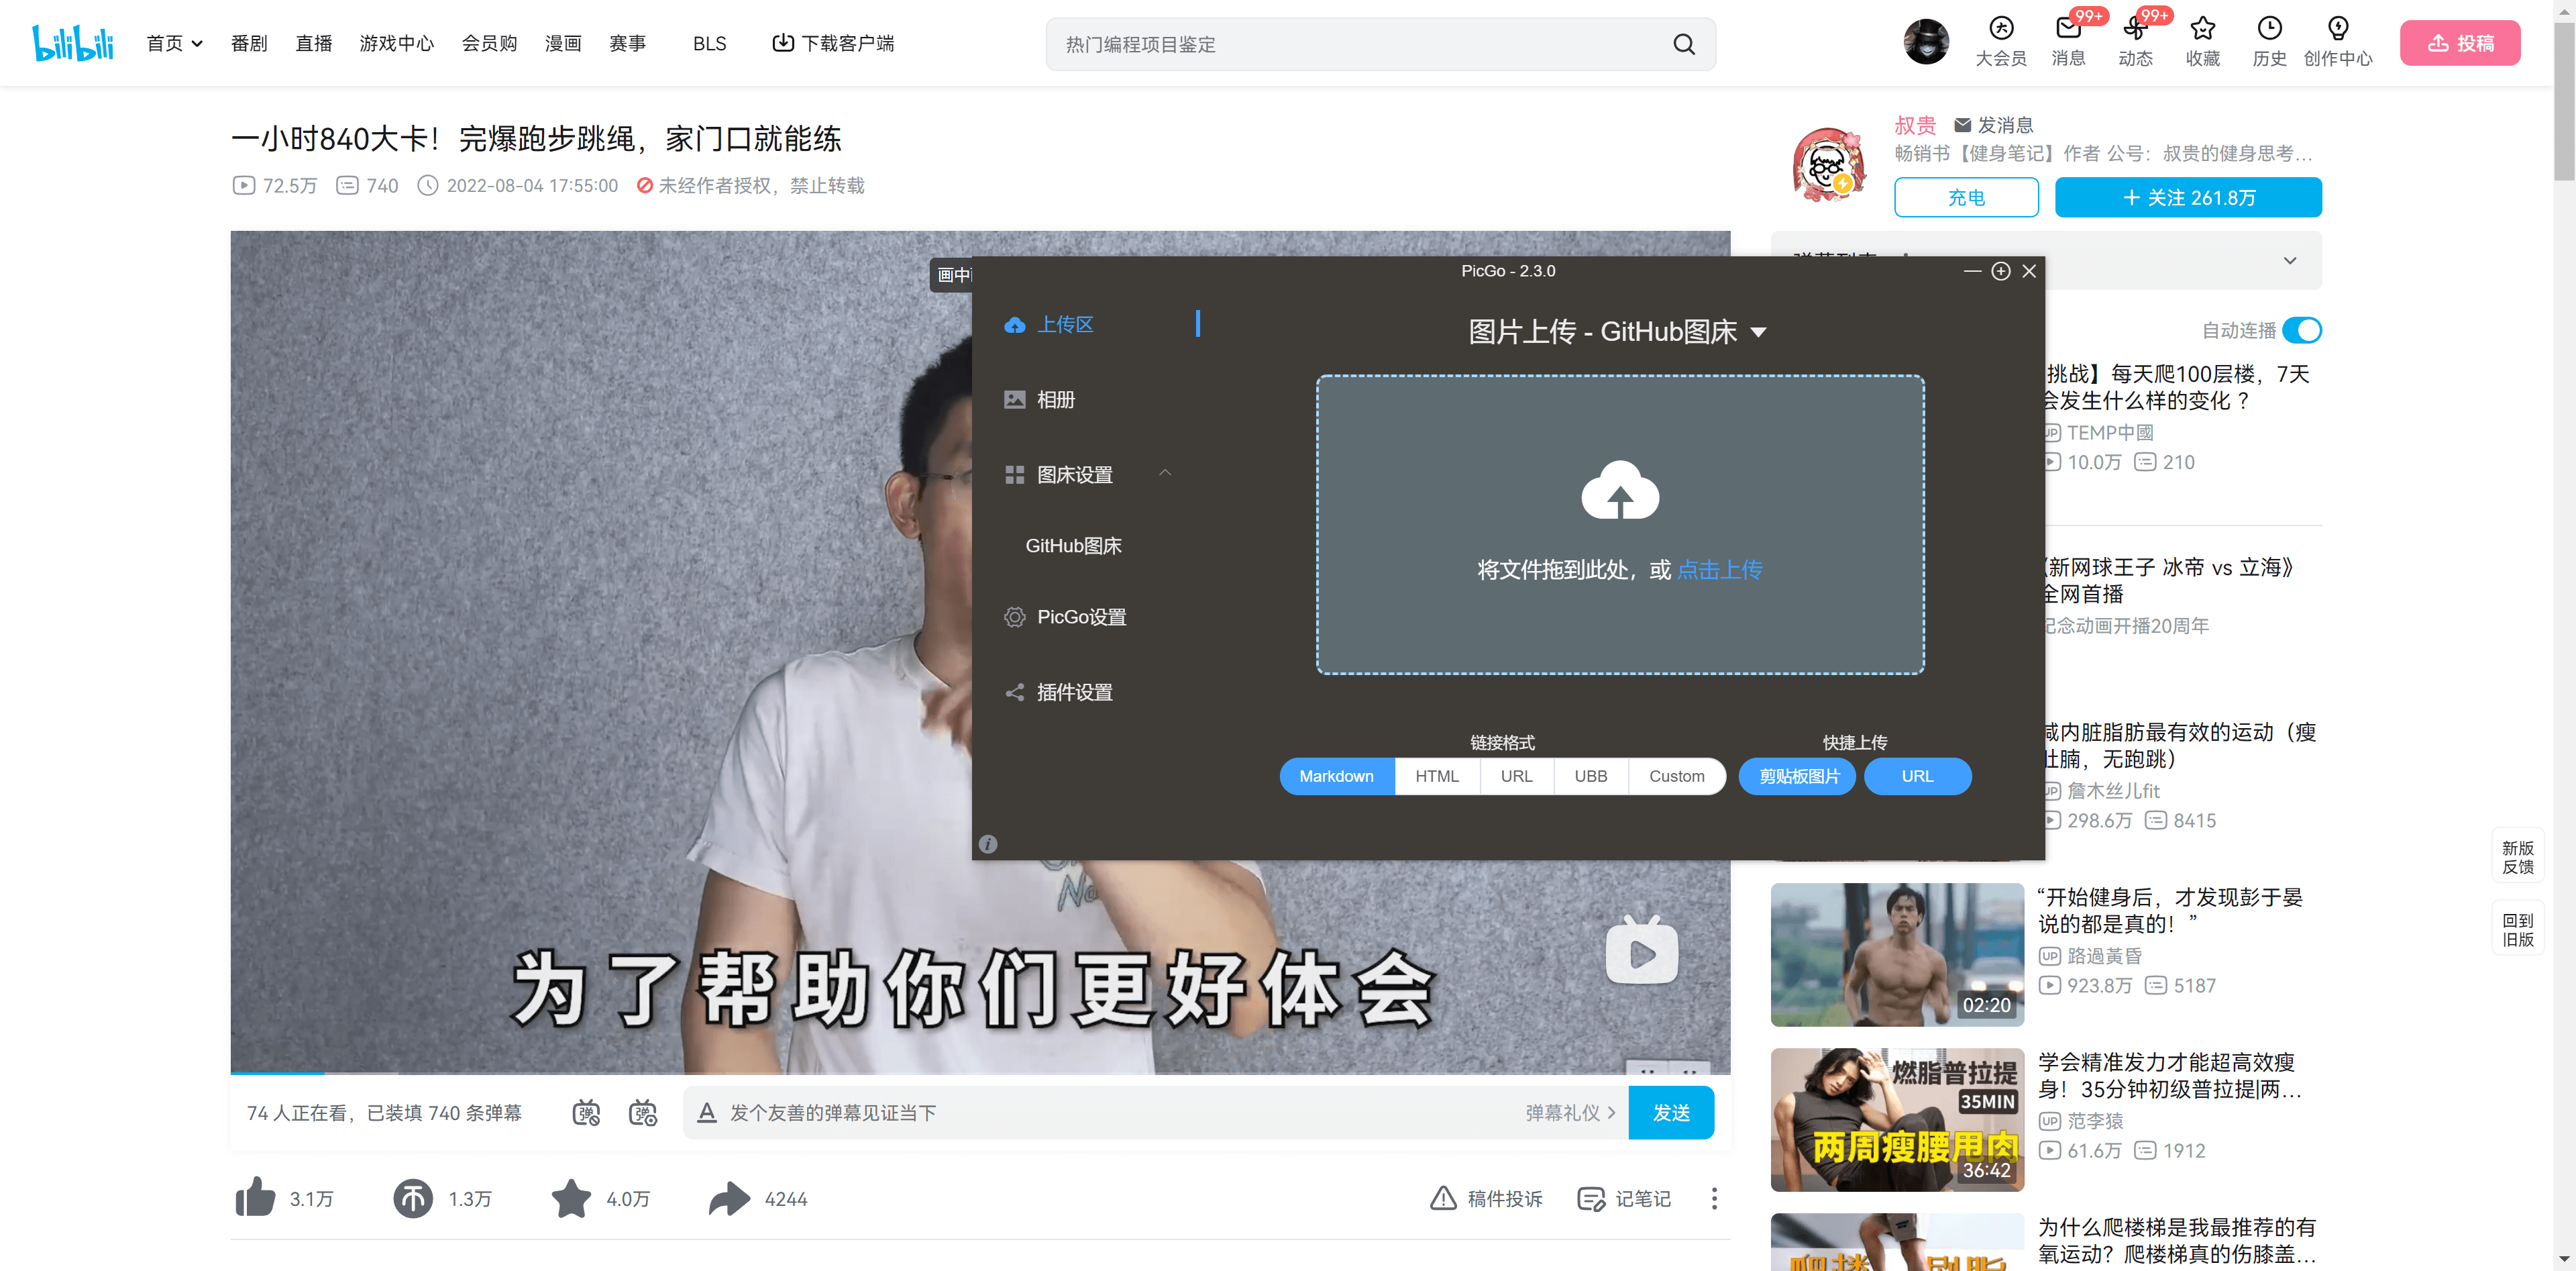 bilibili
首页
番剧
直播
游戏中心
会员购
漫画
赛事
BLS
下载客户端
热门编程项目鉴定
大会员
99+
消息
99+
动态
收藏
历史
创作中心
投稿
一小时840大卡！完爆跑步跳绳，家门口就能练
72.5万
740
2022-08-04 17:55:00
未经作者授权，禁止转载
叔贵
发消息
畅销书【健身笔记】作者 公号：叔贵的健身思考…
充电
+ 关注 261.8万
画中
PicGo - 2.3.0
上传区
相册
图床设置
GitHub图床
PicGo设置
插件设置
图片上传 - GitHub图床
将文件拖到此处，或 点击上传
链接格式
快捷上传
Markdown
HTML
URL
UBB
Custom
剪贴板图片
URL
为了帮助你们更好体会
74 人正在看，已装填 740 条弹幕
发个友善的弹幕见证当下
弹幕礼仪
发送
3.1万
1.3万
4.0万
4244
稿件投诉
记笔记
自动连播
挑战】每天爬100层楼，7天
会发生什么样的变化？
TEMP中國
10.0万
210
《新网球王子 冰帝 vs 立海》
全网首播
纪念动画开播20周年
减内脏脂肪最有效的运动（瘦
肚腩，无跑跳）
詹木丝儿fit
298.6万
8415
“开始健身后，才发现彭于晏
说的都是真的！”
路過黃昏
923.8万
5187
02:20
学会精准发力才能超高效瘦
身！35分钟初级普拉提|两…
范李猿
61.6万
1912
燃脂普拉提
35MIN
两周瘦腰甩肉
36:42
为什么爬楼梯是我最推荐的有
氧运动？爬楼梯真的伤膝盖…
新版
反馈
回到
旧版